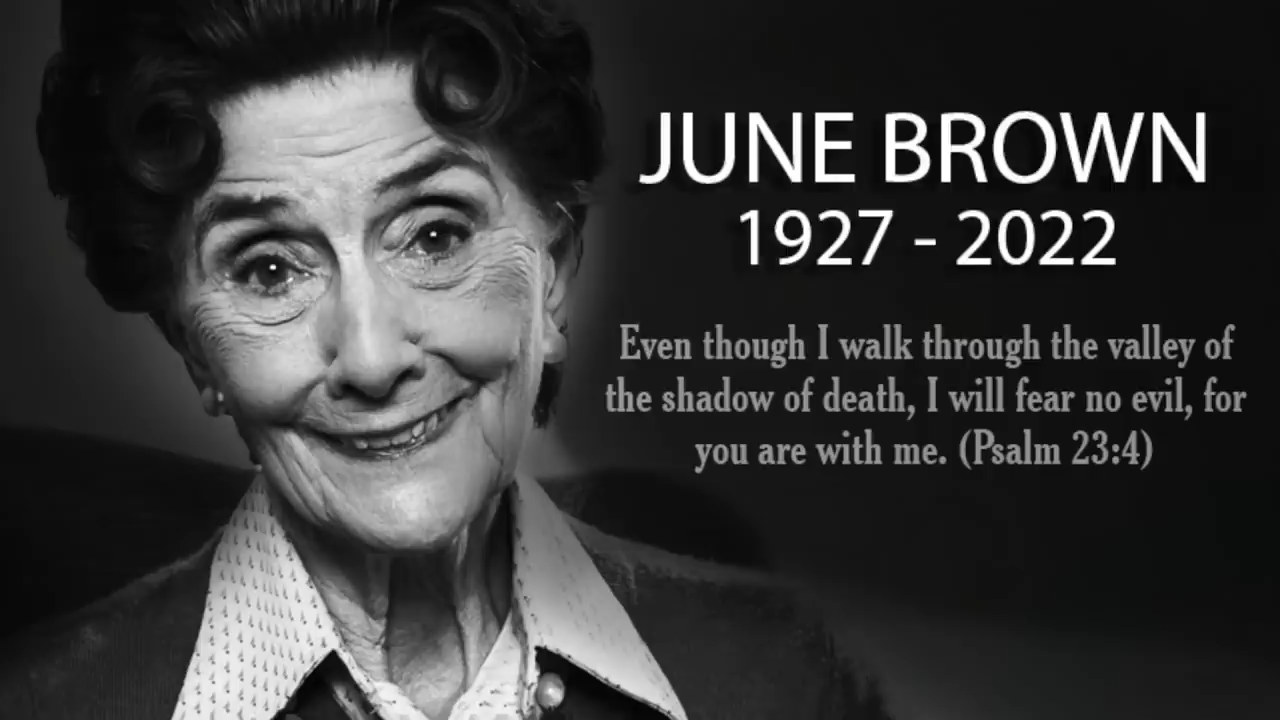 JUNE BROWN
1927 - 2022
Even though I walk through the valley of
the shadow of death, I will fear no evil, for
you are with me. (Psalm 23:4)